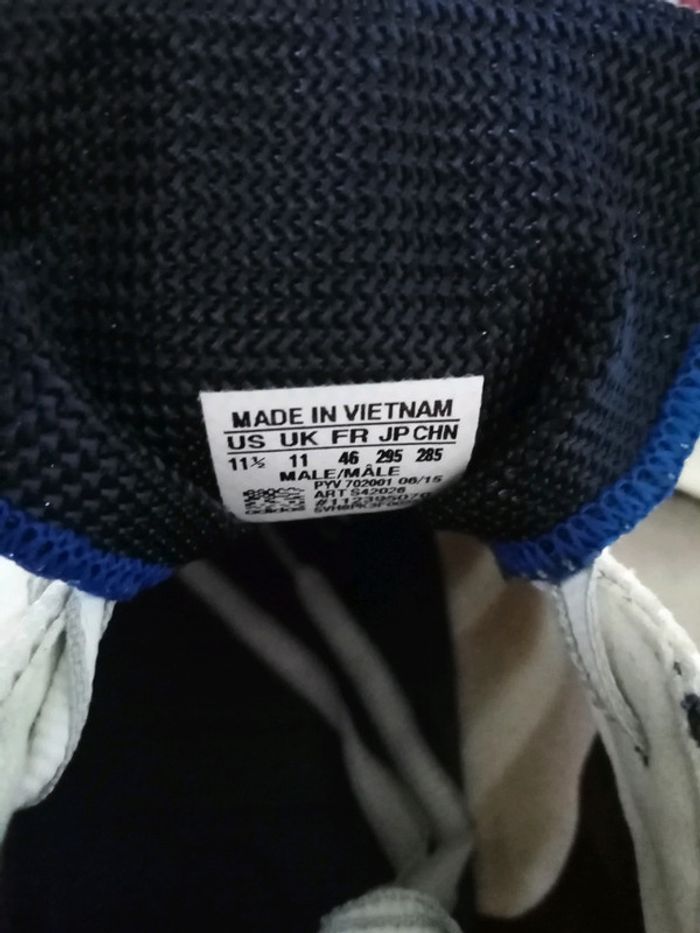 MADE IN VIETNAM
US UK FR JP CHN
11½ 11 46 295 285
MALE/MÂLE
PYV 702001 06/15
ART S42026